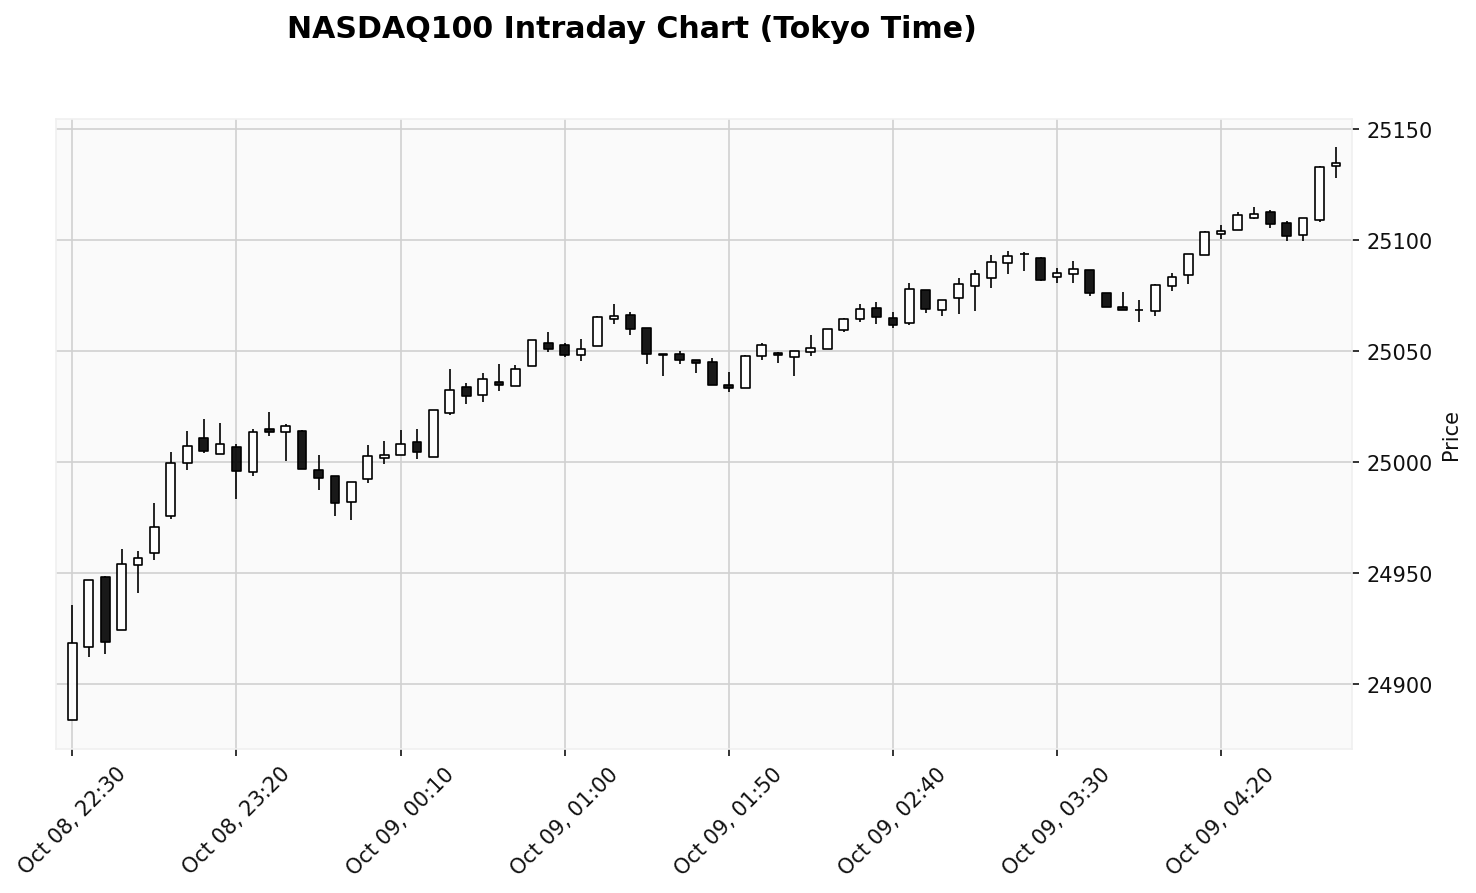 NASDAQ100 Intraday Chart (Tokyo Time)
25150
25100
25050
25000
24950
24900
Price
Oct 08, 22:30
Oct 08, 23:20
Oct 09, 00:10
Oct 09, 01:00
Oct 09, 01:50
Oct 09, 02:40
Oct 09, 03:30
Oct 09, 04:20